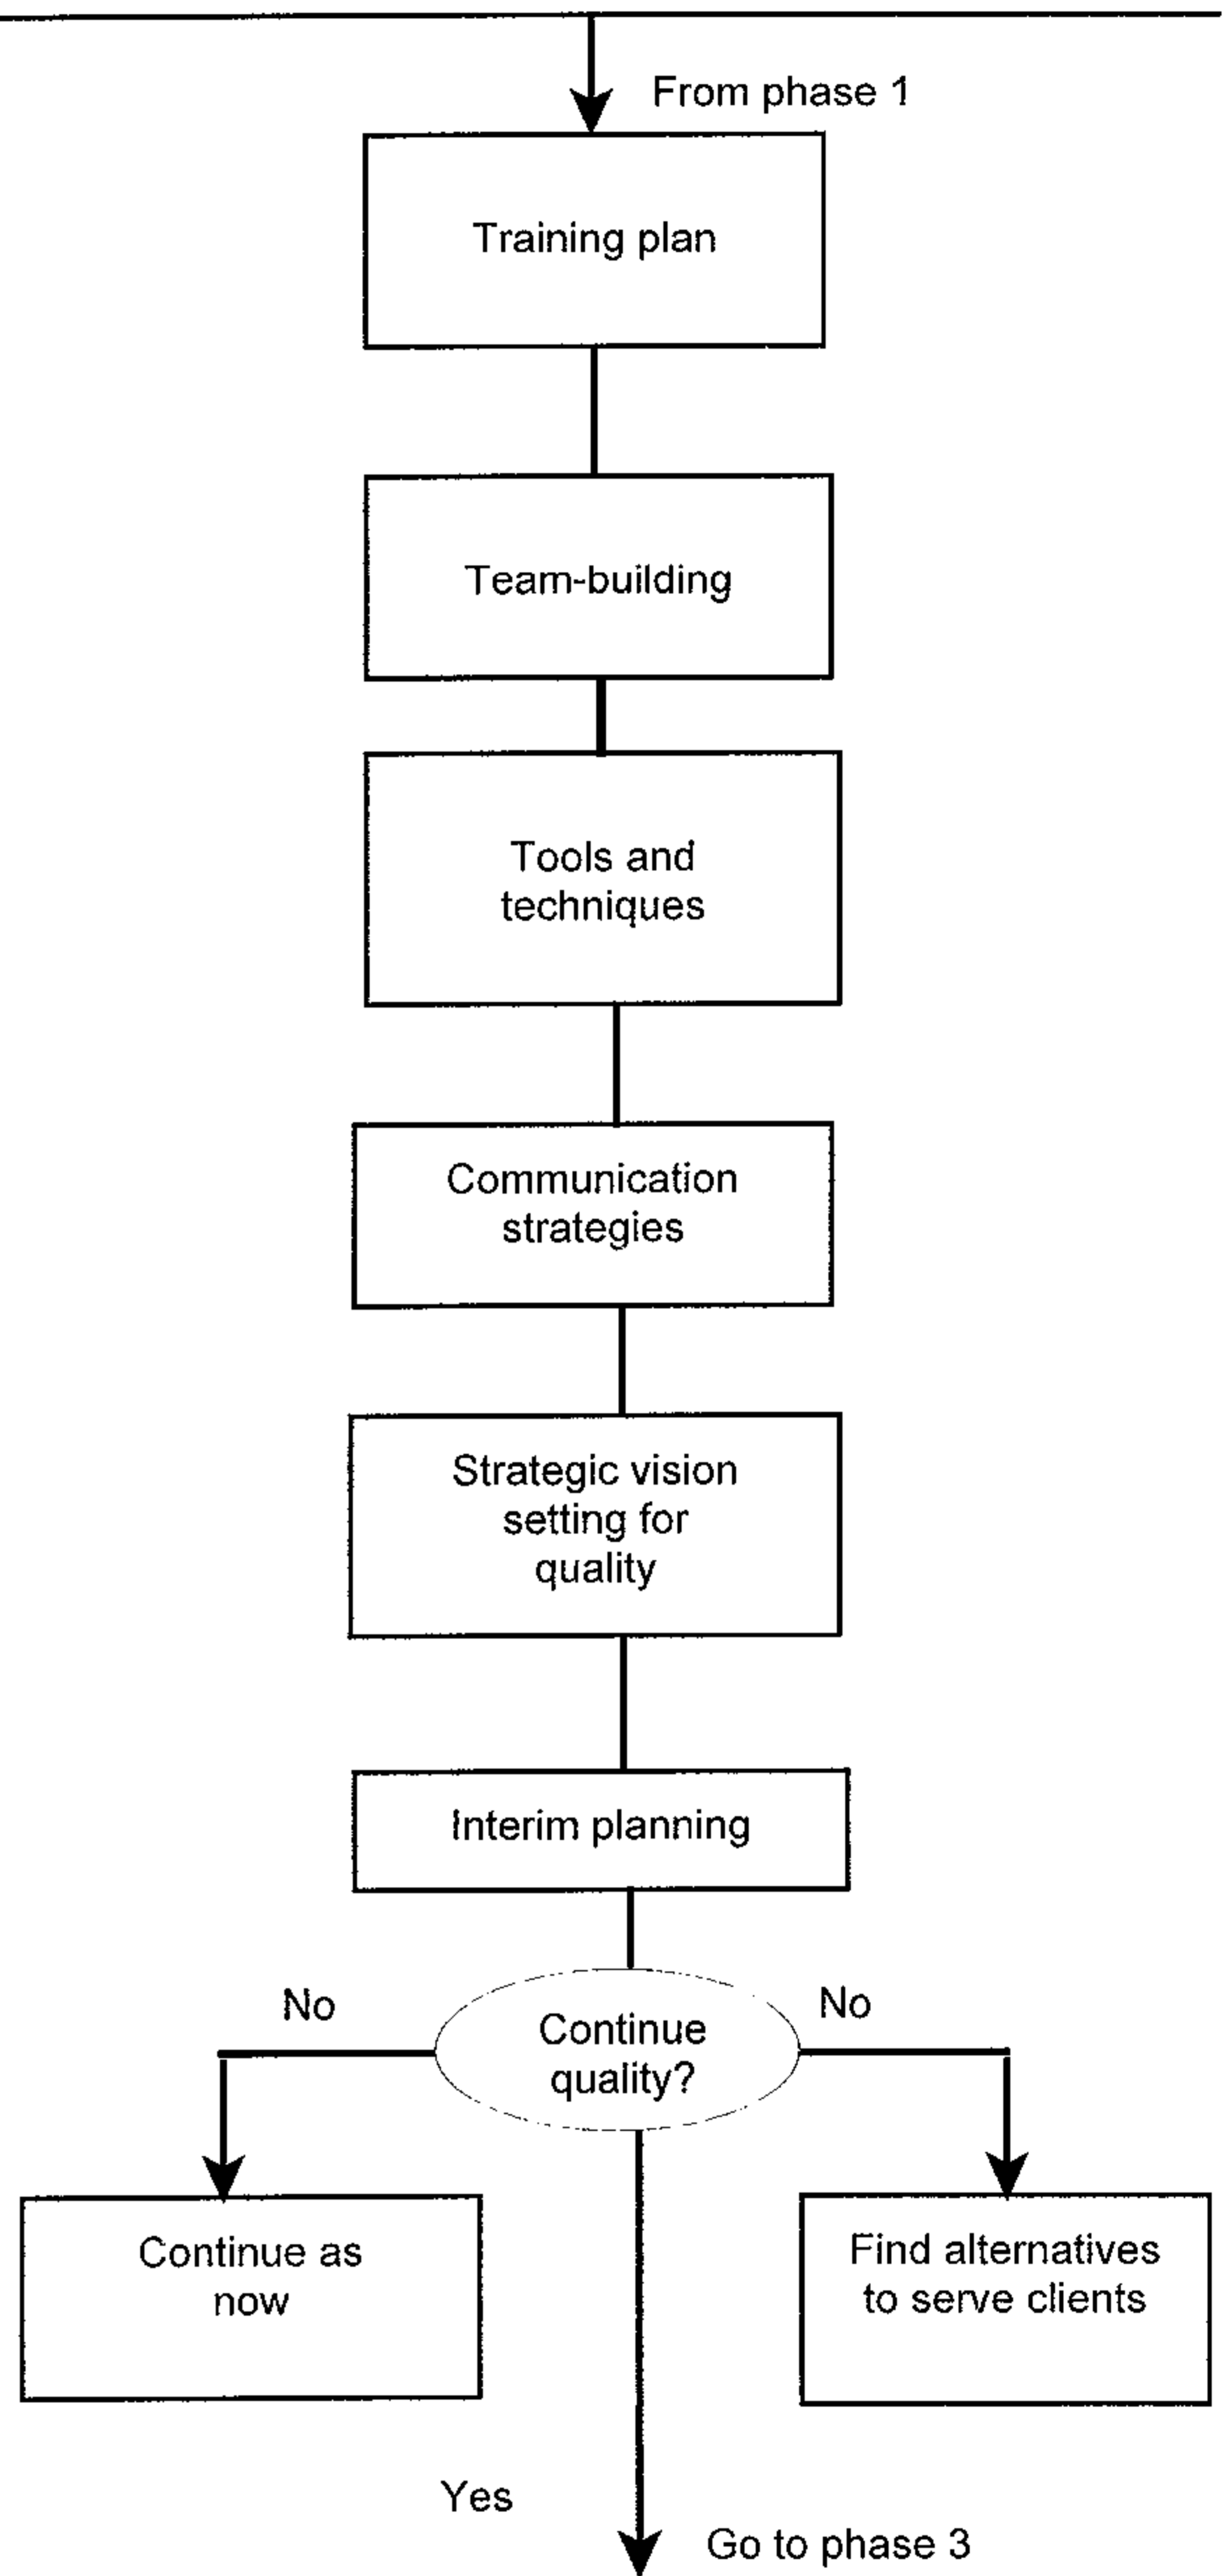 From phase 1
Training plan
Team-building
Tools and
techniques
Communication
strategies
Strategic vision
setting for
quality
Interim planning
No
No
Continue
quality?
Continue as
now
Find alternatives
to serve clients
Yes
Go to phase 3